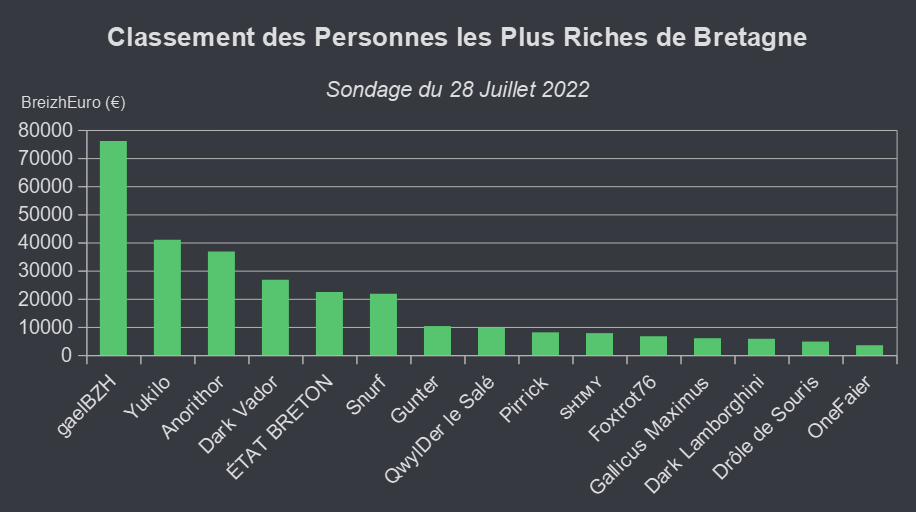 Classement des Personnes les Plus Riches de Bretagne
Sondage du 28 Juillet 2022
BreizhEuro (€)
80000
70000
60000
50000
40000
30000
20000
10000
0
gaelBZH
Yukilo
Anorithor
Dark Vador
ÉTAT BRETON
Snurf
Gunter
QwylDer le Salé
Pirrick
SHIMY
Foxtrot76
Gallicus Maximus
Dark Lamborghini
Drôle de Souris
OneFaier